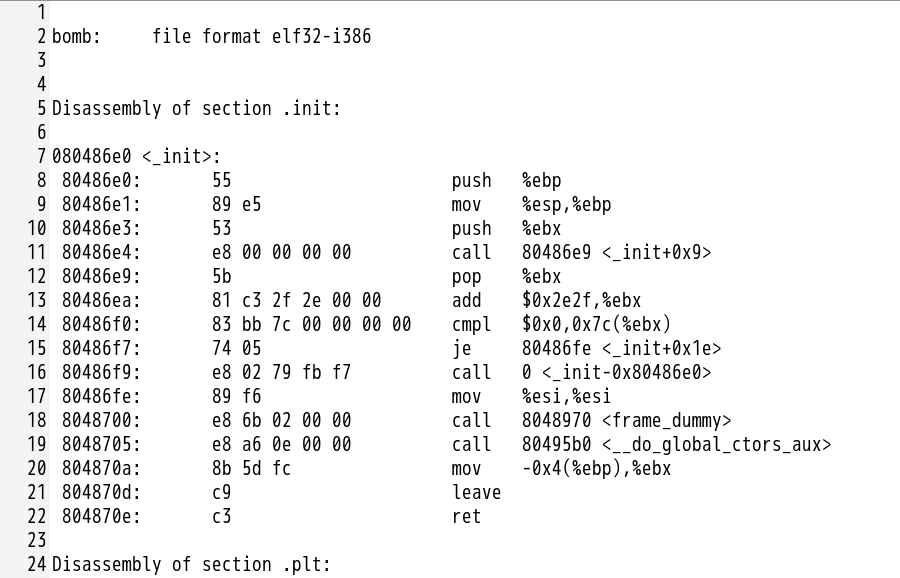 1
2 bomb:     file format elf32-i386
3
4
5 Disassembly of section .init:
6
7 080486e0 <_init>:
8  80486e0:       55                      push   %ebp
9  80486e1:       89 e5                   mov    %esp,%ebp
10  80486e3:       53                      push   %ebx
11  80486e4:       e8 00 00 00 00          call   80486e9 <_init+0x9>
12  80486e9:       5b                      pop    %ebx
13  80486ea:       81 c3 2f 2e 00 00       add    $0x2e2f,%ebx
14  80486f0:       83 bb 7c 00 00 00 00    cmpl   $0x0,0x7c(%ebx)
15  80486f7:       74 05                   je     80486fe <_init+0x1e>
16  80486f9:       e8 02 79 fb f7          call   0 <_init-0x80486e0>
17  80486fe:       89 f6                   mov    %esi,%esi
18  8048700:       e8 6b 02 00 00          call   8048970 <frame_dummy>
19  8048705:       e8 a6 0e 00 00          call   80495b0 <__do_global_ctors_aux>
20  804870a:       8b 5d fc                mov    -0x4(%ebp),%ebx
21  804870d:       c9                      leave
22  804870e:       c3                      ret
23
24 Disassembly of section .plt: